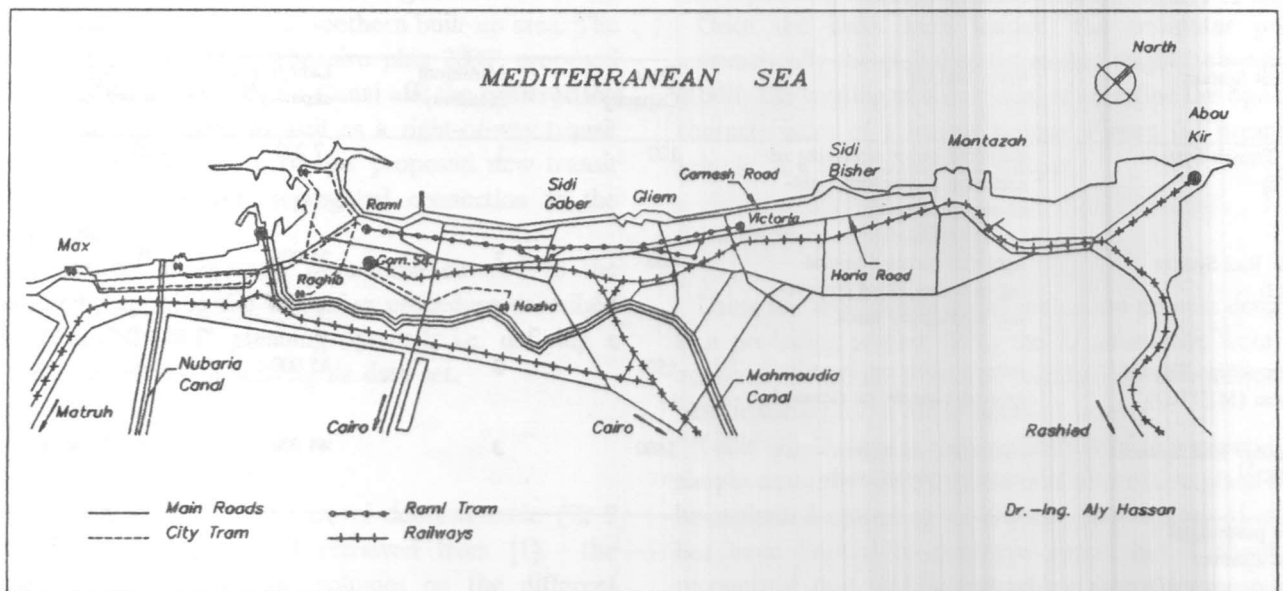 North
MEDITERRANEAN SEA
Abou
Kir
Montazah
Sidi
Bisher
Cornesh Road
Gliem
Sidi
Gaber
Raml
Victoria
Max
Gom. Sq.
Raghib
Horia Road
Nozha
Nubaria
Canal
Mahmoudia
Canal
Matruh
Cairo
Cairo
Rashied
Main Roads
City Tram
Raml Tram
Railways
Dr.-Ing. Aly Hassan